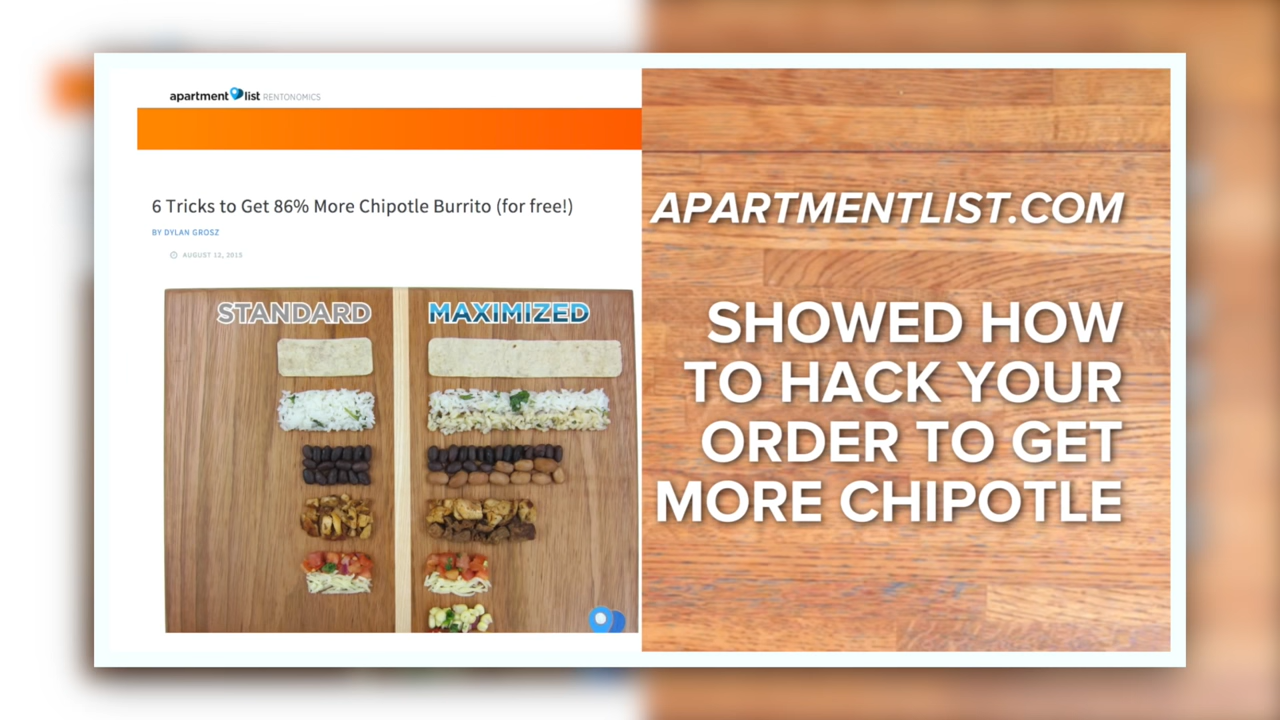 apartment list RENTONOMICS
6 Tricks to Get 86% More Chipotle Burrito (for free!)
BY DYLAN GROSZ
AUGUST 12, 2015
STANDARD
MAXIMIZED
APARTMENTLIST.COM
SHOWED HOW
TO HACK YOUR
ORDER TO GET
MORE CHIPOTLE